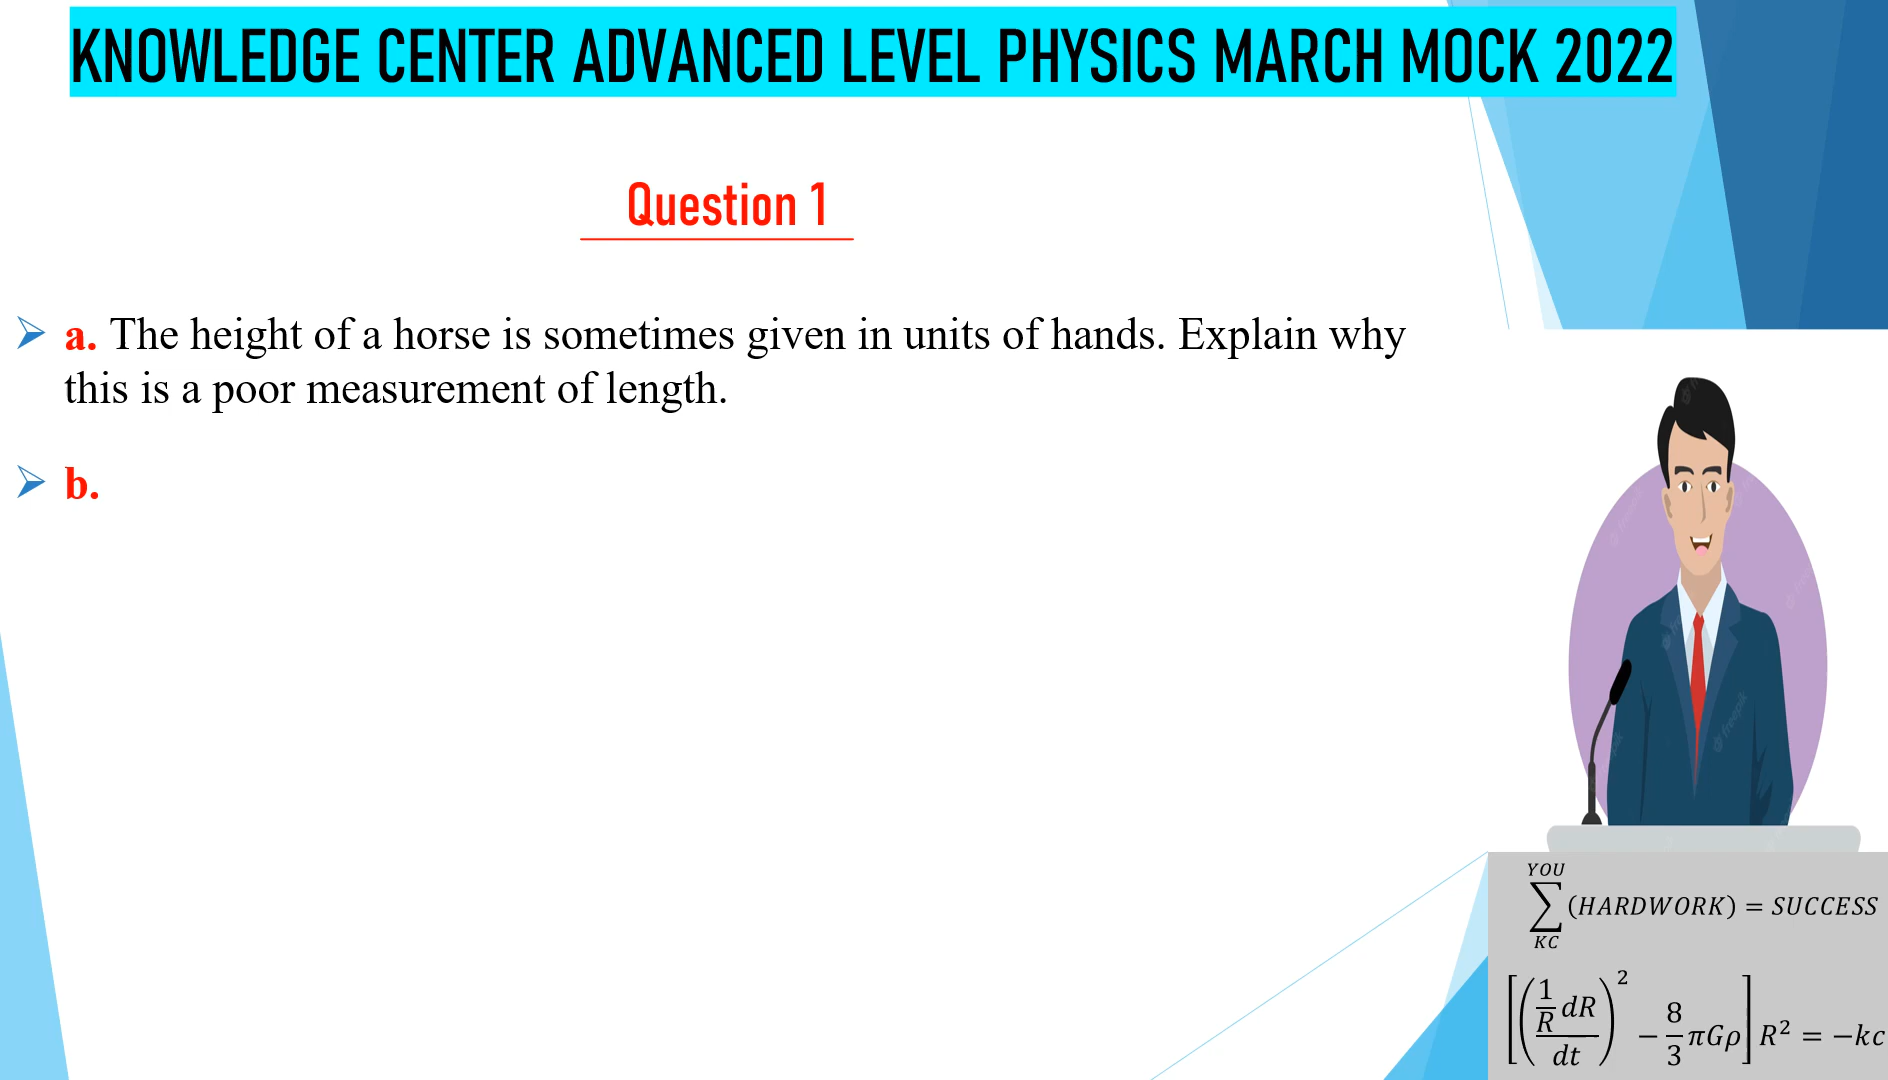 KNOWLEDGE CENTER ADVANCED LEVEL PHYSICS MARCH MOCK 2022
Question 1
a. The height of a horse is sometimes given in units of hands. Explain why
this is a poor measurement of length.
b.
YOU
∑(HARDWORK) = SUCCESS
KC
[((1/R dR)/dt)² − 8/3 πGρ] R² = −kc